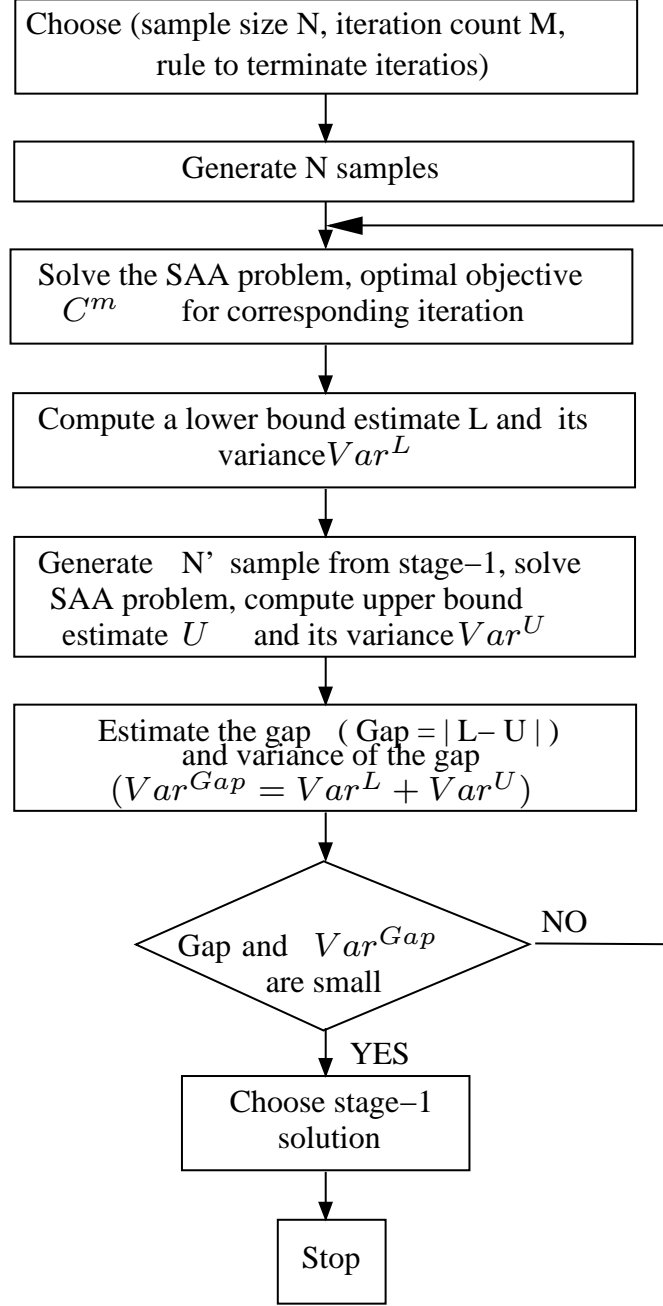 Choose (sample size N, iteration count M,
rule to terminate iteratios)
Generate N samples
Solve the SAA problem, optimal objective
C^m for corresponding iteration
Compute a lower bound estimate L and its
variance Var^L
Generate N' sample from stage−1, solve
SAA problem, compute upper bound
estimate U and its variance Var^U
Estimate the gap ( Gap = | L− U | )
and variance of the gap
(Var^Gap = Var^L + Var^U)
Gap and Var^Gap
are small
NO
YES
Choose stage−1
solution
Stop